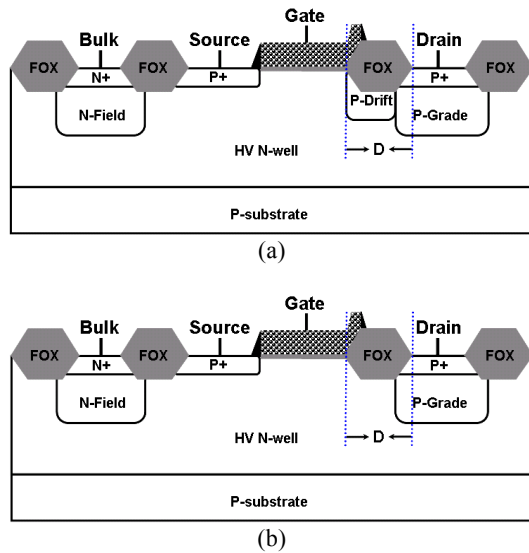 Gate
Bulk Source Drain
FOX N+ FOX P+ FOX P+ FOX
N-Field P-Drift P-Grade
HV N-well D
P-substrate
(a)
Gate
Bulk Source Drain
FOX N+ FOX P+ FOX P+ FOX
N-Field P-Grade
HV N-well D
P-substrate
(b)